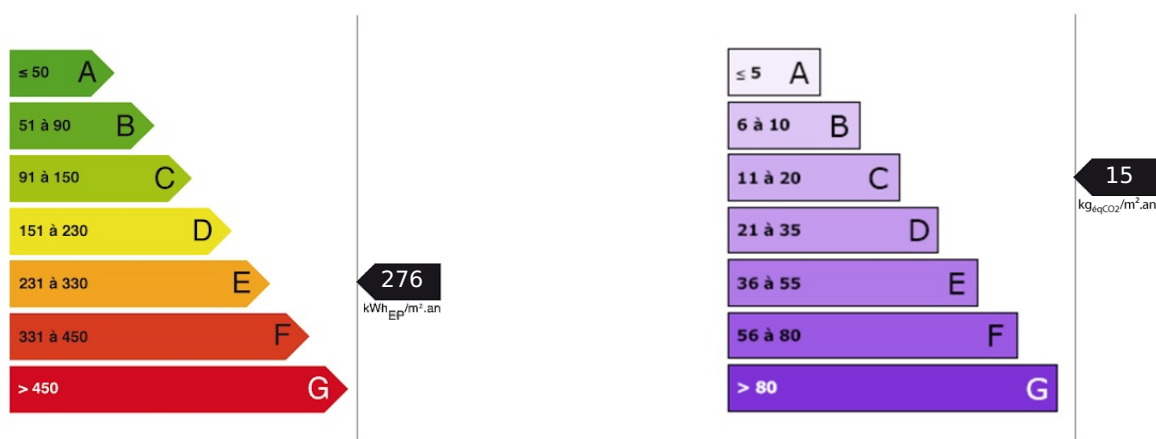 ≤ 50 A
51 à 90 B
91 à 150 C
151 à 230 D
231 à 330 E
331 à 450 F
> 450 G
276
kWhEP/m².an
≤ 5 A
6 à 10 B
11 à 20 C
21 à 35 D
36 à 55 E
56 à 80 F
> 80 G
15
kgéqCO2/m².an